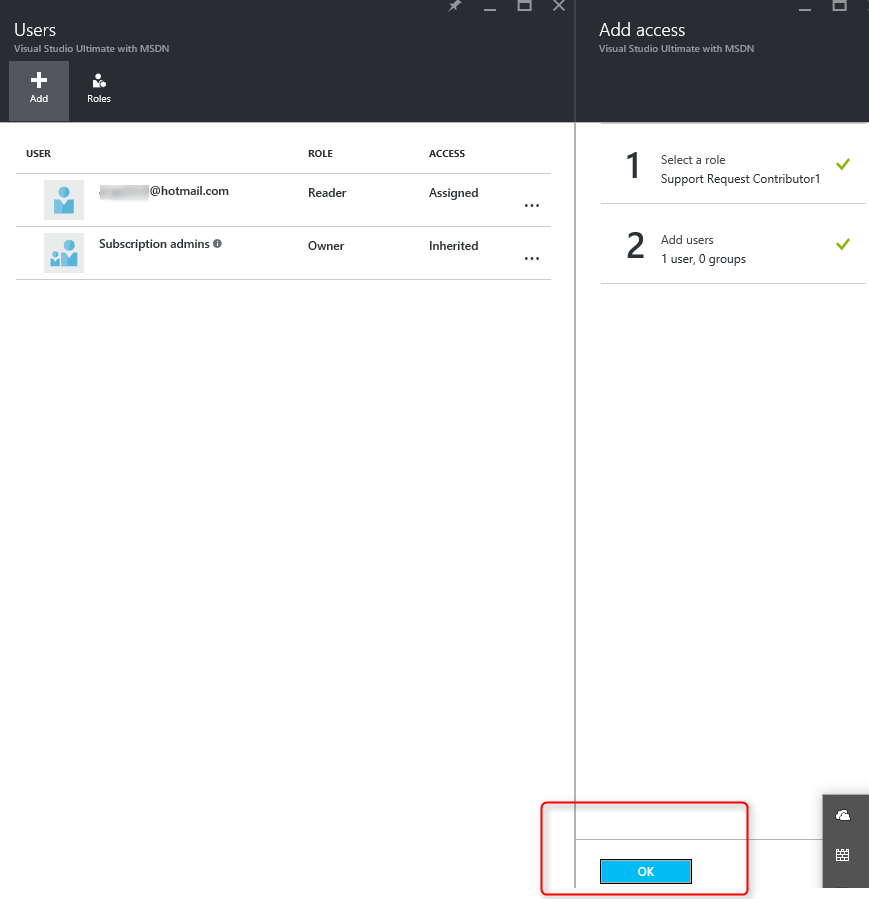 Users
Visual Studio Ultimate with MSDN
Add
Roles
USER ROLE ACCESS
@hotmail.com Reader Assigned ...
Subscription admins Owner Inherited ...
Add access
Visual Studio Ultimate with MSDN
1 Select a role
Support Request Contributor1
2 Add users
1 user, 0 groups
OK